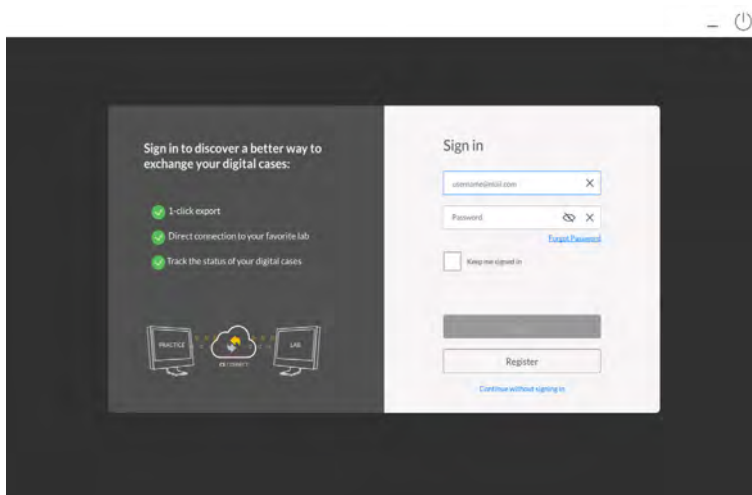 Sign in to discover a better way to
exchange your digital cases:
1-click export
Direct connection to your favorite lab
Track the status of your digital cases
PRACTICE
LAB
CS CONNECT
Sign in
username@mail.com
Password
Forgot Password
Keep me signed in
Register
Continue without signing in